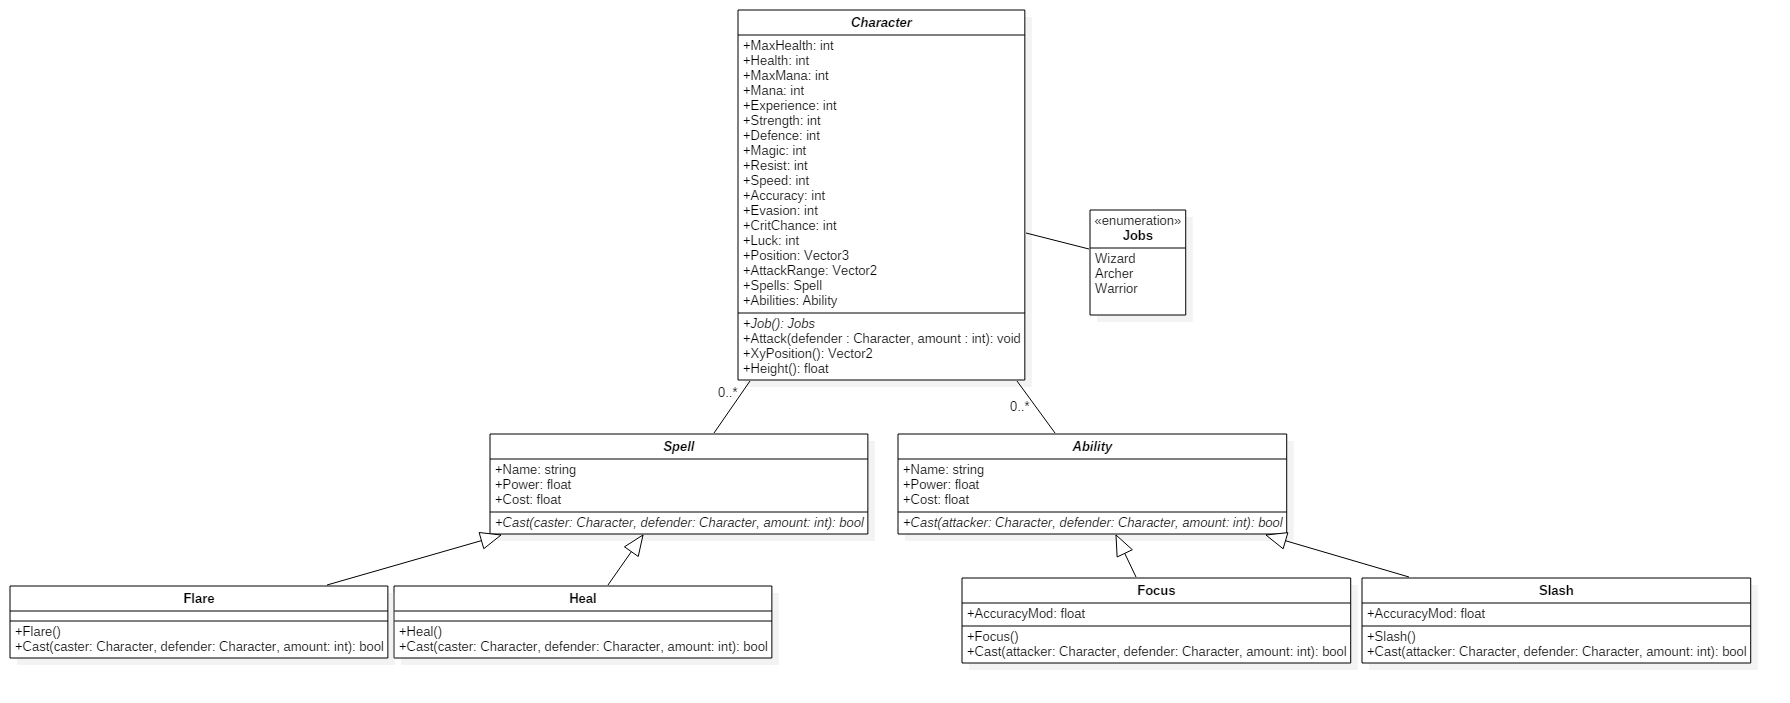 Character
+MaxHealth: int
+Health: int
+MaxMana: int
+Mana: int
+Experience: int
+Strength: int
+Defence: int
+Magic: int
+Resist: int
+Speed: int
+Accuracy: int
+Evasion: int
+CritChance: int
+Luck: int
+Position: Vector3
+AttackRange: Vector2
+Spells: Spell
+Abilities: Ability
+Job(): Jobs
+Attack(defender : Character, amount : int): void
+XyPosition(): Vector2
+Height(): float
«enumeration»
Jobs
Wizard
Archer
Warrior
0..*
0..*
Spell
+Name: string
+Power: float
+Cost: float
+Cast(caster: Character, defender: Character, amount: int): bool
Ability
+Name: string
+Power: float
+Cost: float
+Cast(attacker: Character, defender: Character, amount: int): bool
Flare
+Flare()
+Cast(caster: Character, defender: Character, amount: int): bool
Heal
+Heal()
+Cast(caster: Character, defender: Character, amount: int): bool
Focus
+AccuracyMod: float
+Focus()
+Cast(attacker: Character, defender: Character, amount: int): bool
Slash
+AccuracyMod: float
+Slash()
+Cast(attacker: Character, defender: Character, amount: int): bool